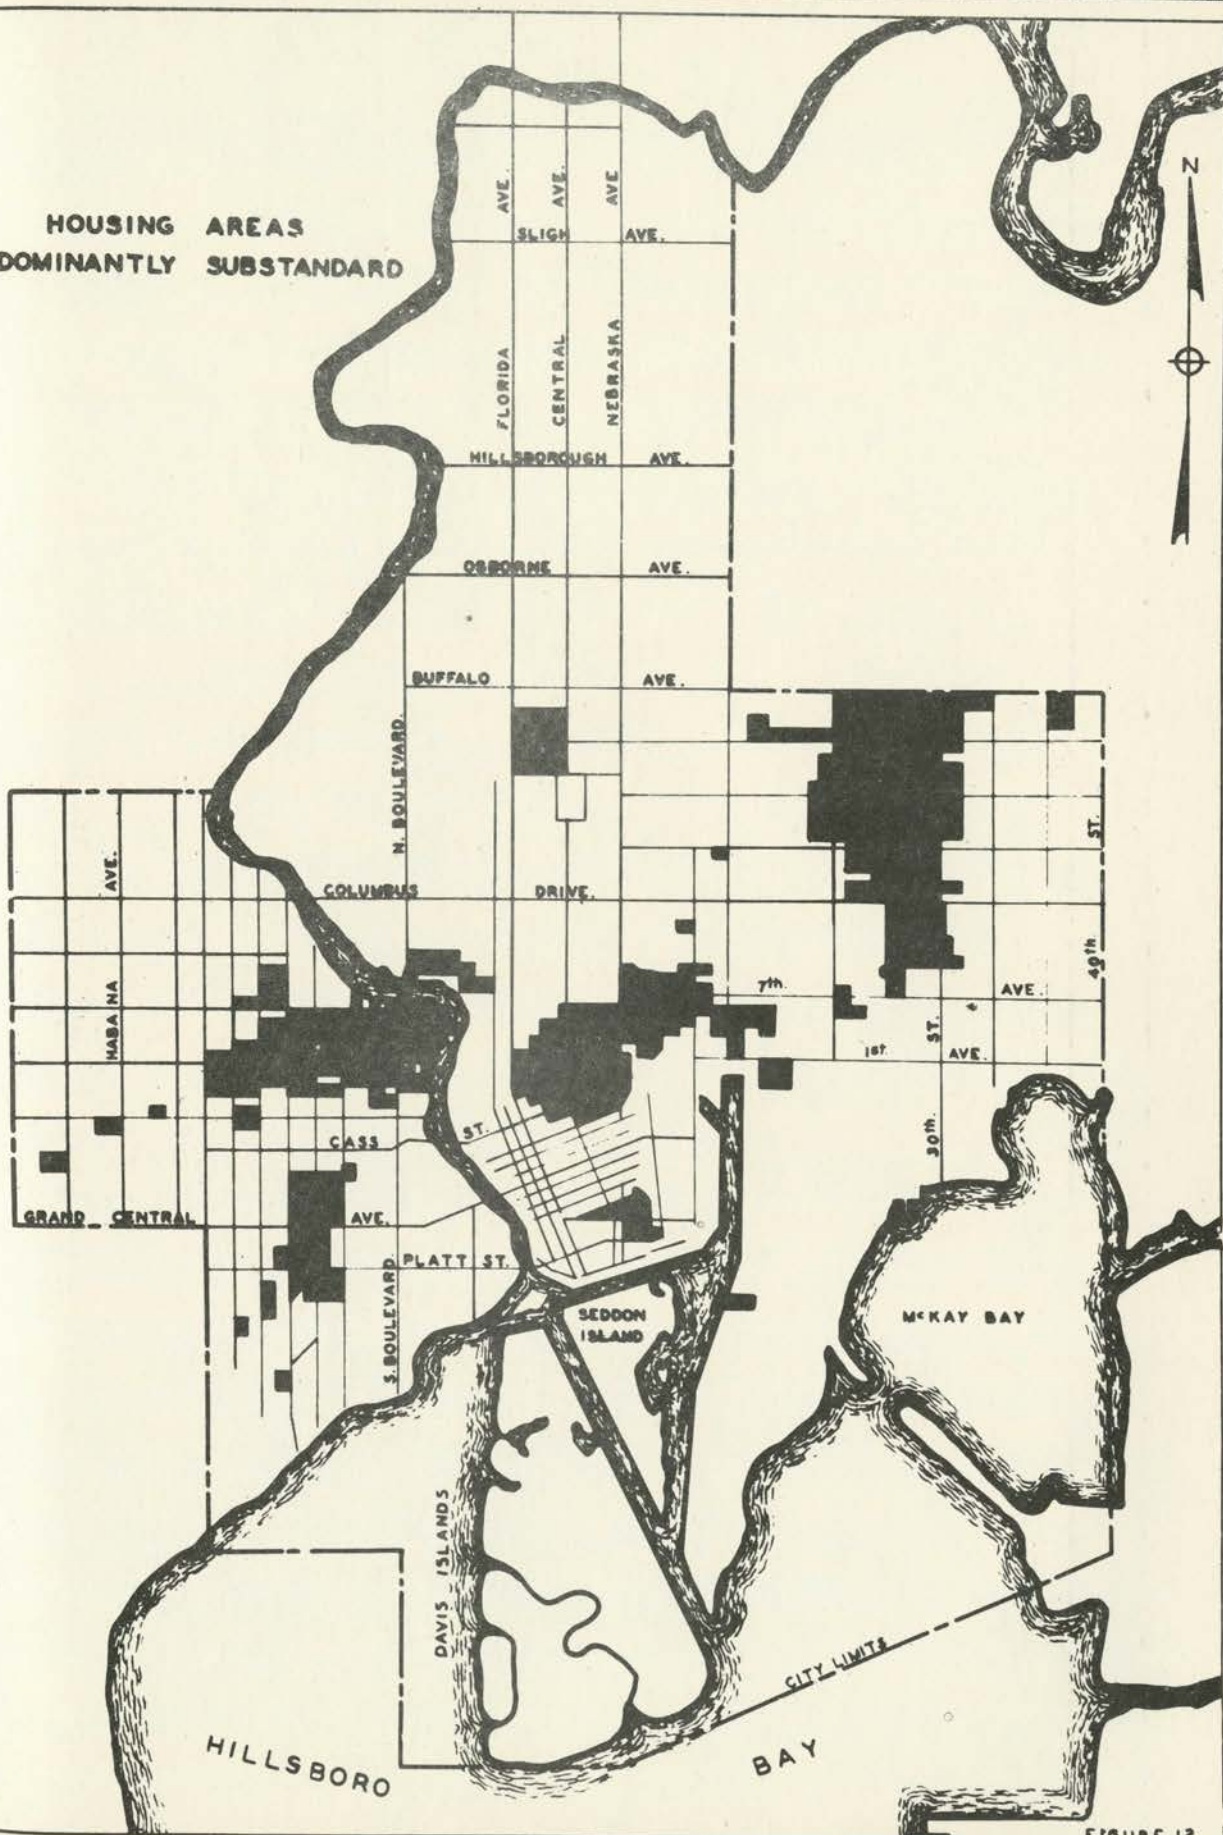 HOUSING AREAS
DOMINANTLY SUBSTANDARD
N
FLORIDA AVE.
CENTRAL AVE.
NEBRASKA AVE
SLIGH AVE.
HILLSBOROUGH AVE.
OSBORNE AVE.
BUFFALO AVE.
N. BOULEVARD.
HABANA AVE.
COLUMBUS DRIVE.
40th ST.
7th. AVE.
1st. AVE.
30th ST.
CASS ST.
GRAND CENTRAL AVE.
PLATT ST.
S. BOULEVARD.
SEDDON
ISLAND
McKAY BAY
DAVIS ISLANDS
CITY LIMITS
HILLSBORO BAY
FIGURE 13